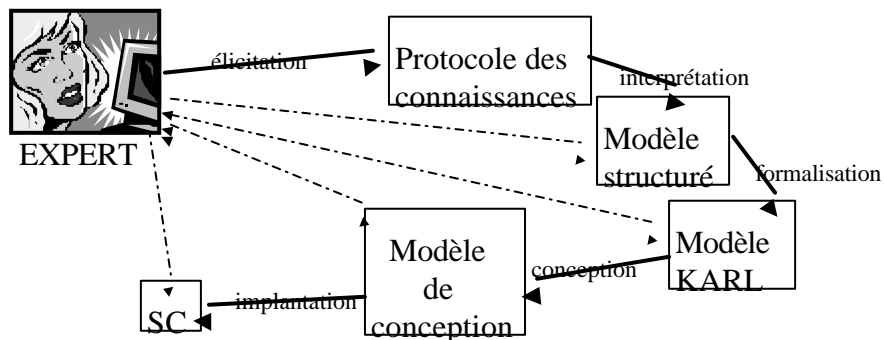 élicitation
Protocole des
connaissances
interprétation
EXPERT
Modèle
structuré
formalisation
Modèle
KARL
conception
Modèle
de
conception
implantation
SC